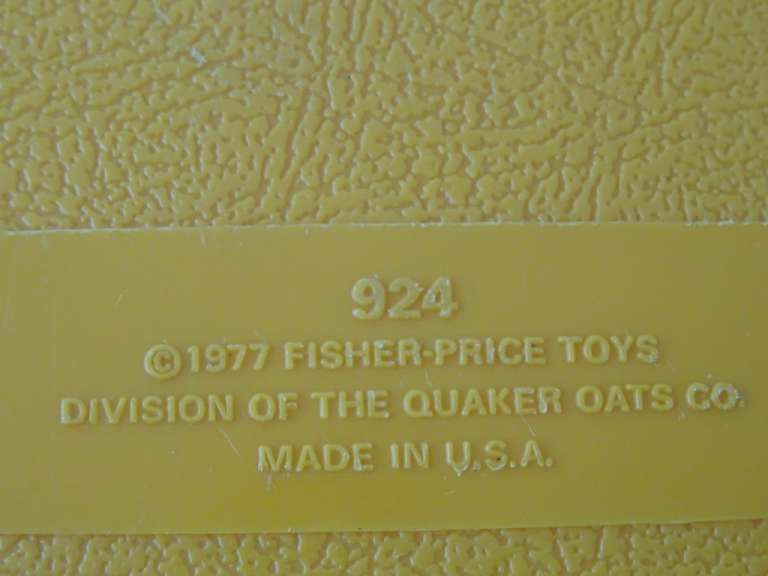 924
©1977 FISHER-PRICE TOYS
DIVISION OF THE QUAKER OATS CO.
MADE IN U.S.A.